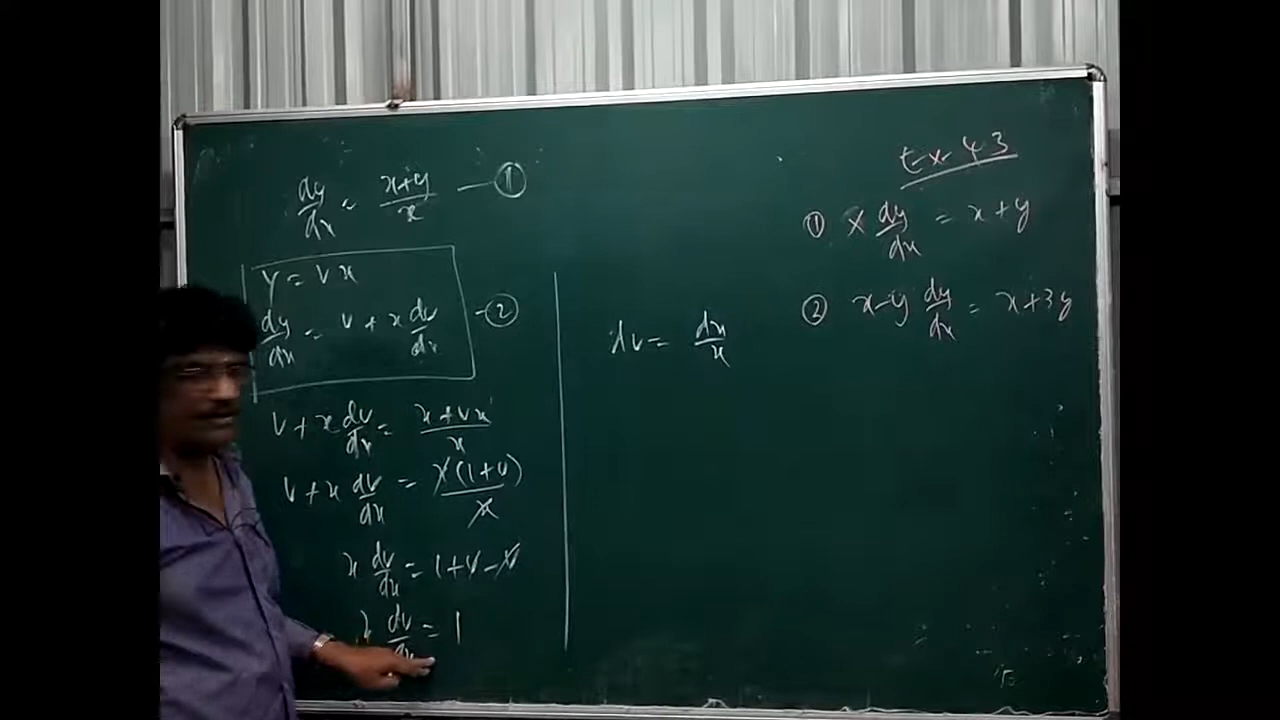 dy/dx = x+y/x — ①
y = vx
dy/dx = v + x dv/dx - ②
v + x dv/dx = x+vx/x
v + x dv/dx = x(1+v)/x
x dv/dx = 1+v-v
x dv/dx = 1
dv = dx/x
Ex-4.3
① x dy/dx = x+y
② x-y dy/dx = x+3y